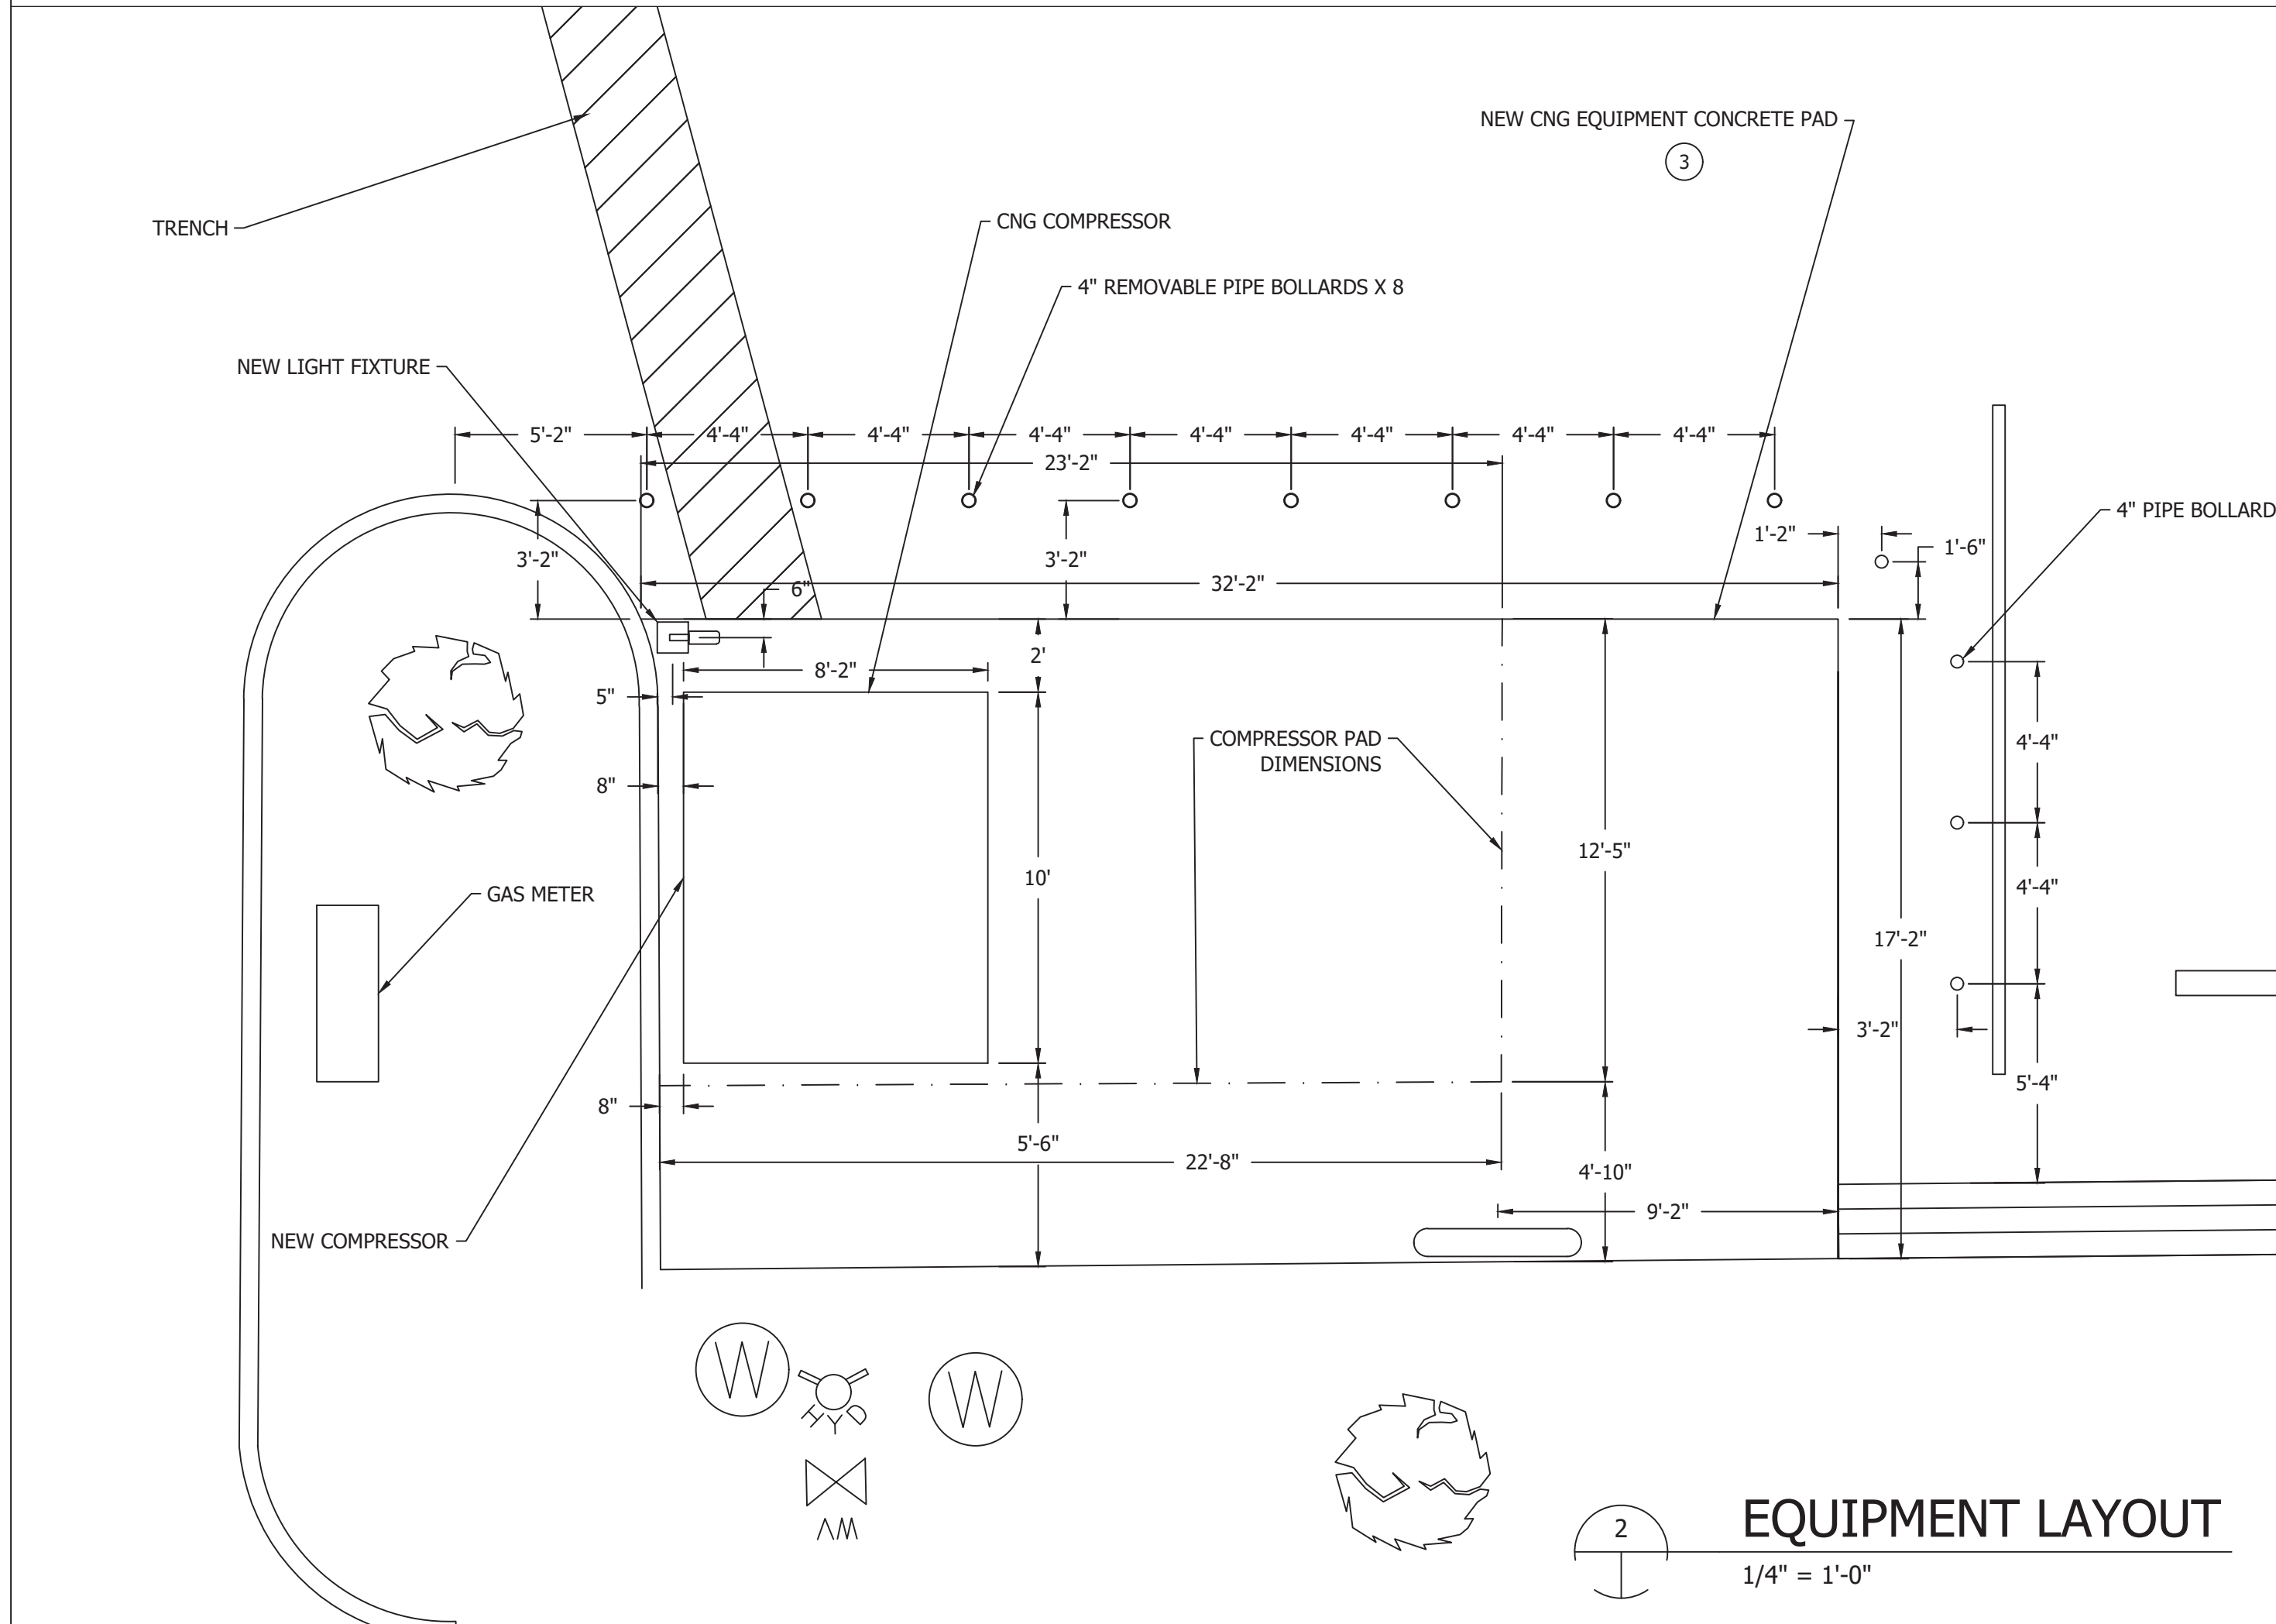 NEW CNG EQUIPMENT CONCRETE PAD
3
TRENCH
CNG COMPRESSOR
4" REMOVABLE PIPE BOLLARDS X 8
NEW LIGHT FIXTURE
5'-2"
4'-4"
4'-4"
4'-4"
4'-4"
4'-4"
4'-4"
4'-4"
23'-2"
4" PIPE BOLLARD
1'-2"
1'-6"
3'-2"
3'-2"
32'-2"
6"
2'
8'-2"
5"
COMPRESSOR PAD
DIMENSIONS
4'-4"
8"
12'-5"
10'
GAS METER
4'-4"
17'-2"
3'-2"
5'-4"
8"
5'-6"
22'-8"
4'-10"
9'-2"
NEW COMPRESSOR
W
W
HYD
WV
2
EQUIPMENT LAYOUT
1/4" = 1'-0"